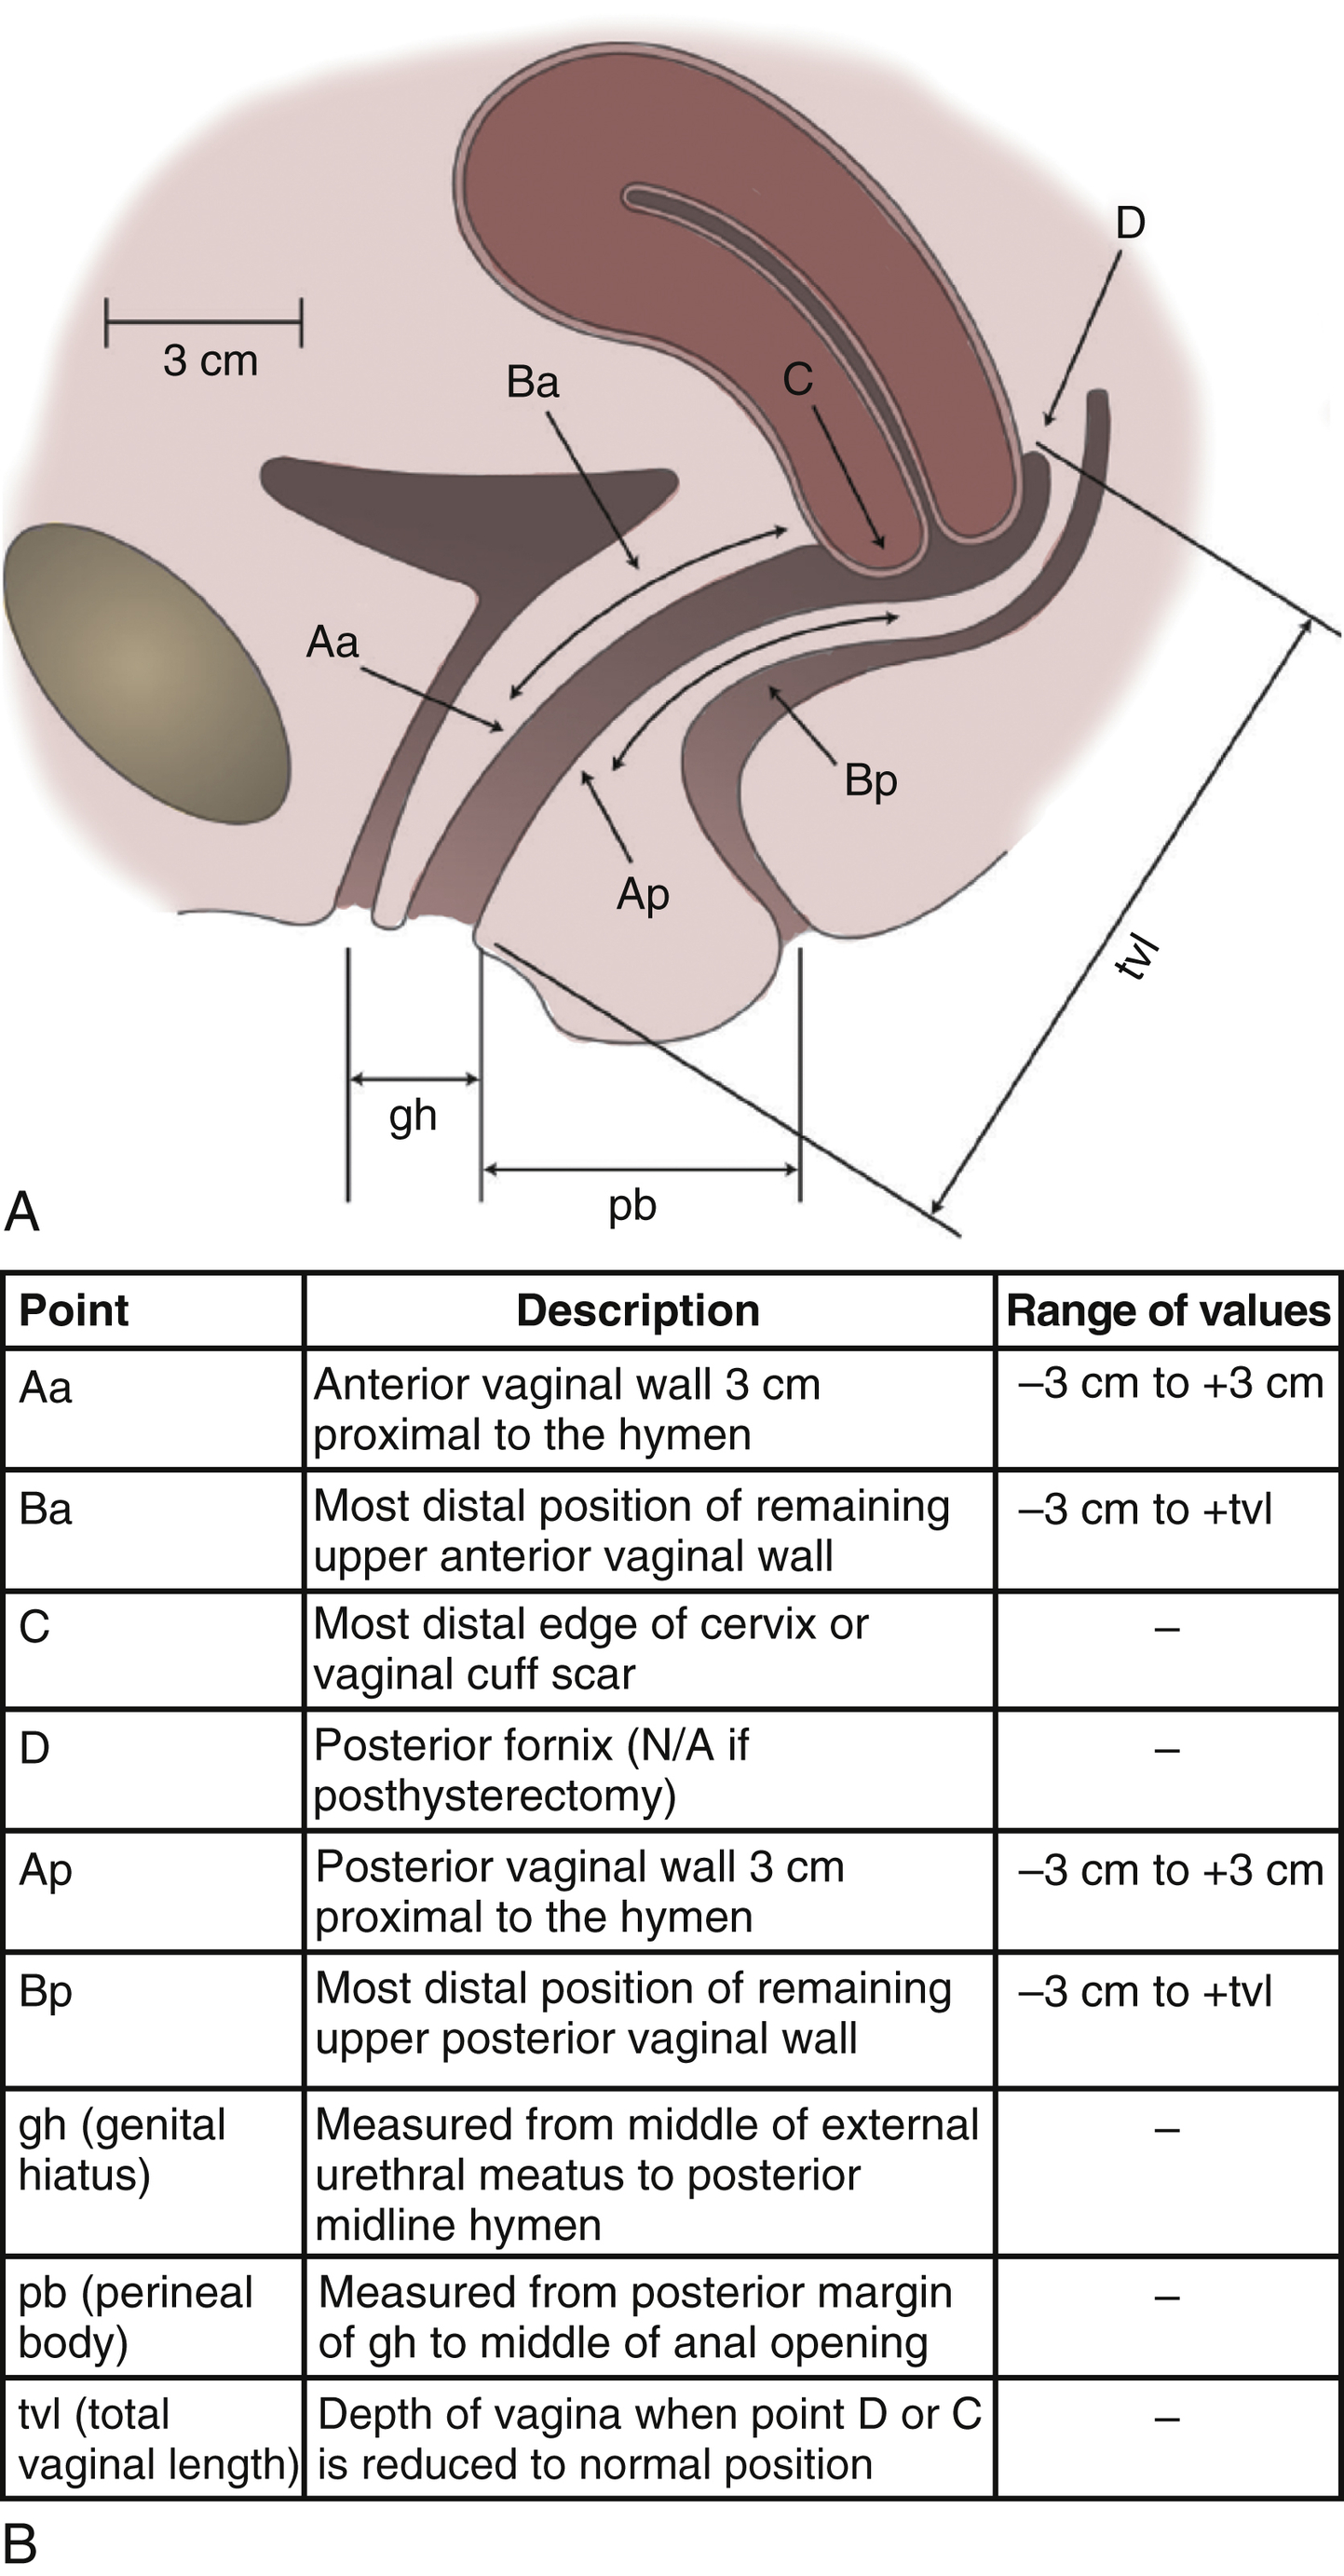 D
3 cm
Ba
C
Aa
Bp
Ap
tvl
gh
pb
A
Point Description Range of values
Aa
Anterior vaginal wall 3 cm
proximal to the hymen
–3 cm to +3 cm
Ba
Most distal position of remaining
upper anterior vaginal wall
–3 cm to +tvl
C
Most distal edge of cervix or
vaginal cuff scar
–
D
Posterior fornix (N/A if
posthysterectomy)
–
Ap
Posterior vaginal wall 3 cm
proximal to the hymen
–3 cm to +3 cm
Bp
Most distal position of remaining
upper posterior vaginal wall
–3 cm to +tvl
gh (genital
hiatus)
Measured from middle of external
urethral meatus to posterior
midline hymen
–
pb (perineal
body)
Measured from posterior margin
of gh to middle of anal opening
–
tvl (total
vaginal length)
Depth of vagina when point D or C
is reduced to normal position
–
B